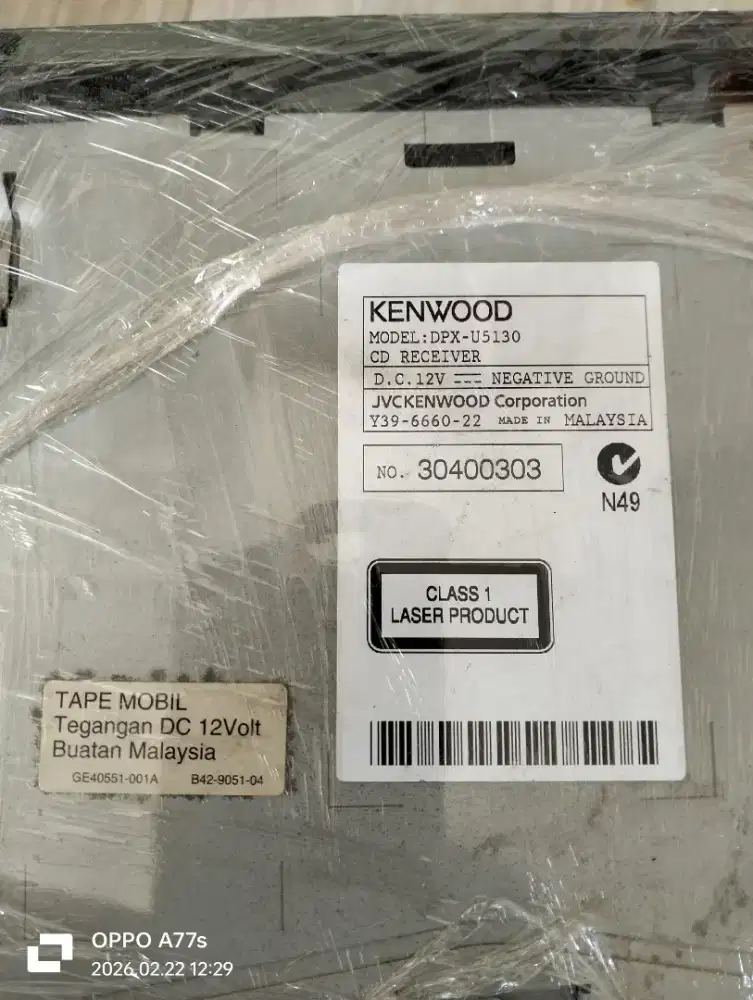 KENWOOD
MODEL:DPX-U5130
CD RECEIVER
D.C.12V NEGATIVE GROUND
JVCKENWOOD Corporation
Y39-6660-22 MADE IN MALAYSIA
NO. 30400303
N49
CLASS 1
LASER PRODUCT
TAPE MOBIL
Tegangan DC 12Volt
Buatan Malaysia
GE40551-001A B42-9051-04
OPPO A77s
2026.02.22 12:29